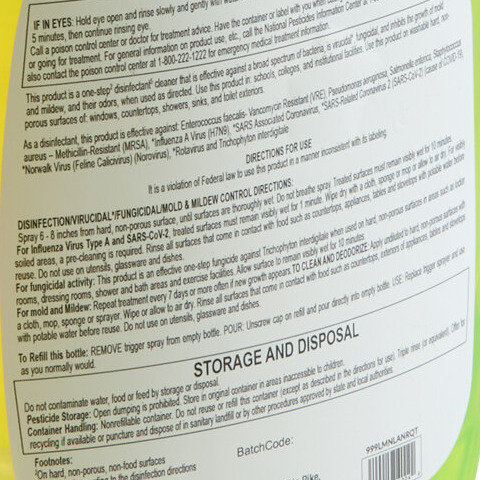 IF IN EYES: Hold eye open and rinse slowly and gently with
5 minutes, then continue rinsing eye.
Call a poison control center or doctor for treatment advice. Have the container or label with you when
or going for treatment. For general information on product use, etc., call the National Pesticides Information Center at
also contact the poison control center at 1-800-222-1222 for emergency medical treatment information.
This product is a one-step¹ disinfectant¹ cleaner that is effective against a broad spectrum of bacteria, is virucidal* fungicidal, and inhibits the growth of mold
and mildew, and their odors, when used as directed. Use this product in: schools, colleges, and institutional facilities. Use this product on washable hard, non-
porous surfaces of: windows, countertops, showers, sinks, and toilet exteriors.
As a disinfectant, this product is effective against: Enterococcus faecalis- Vancomycin Resistant (VRE), Pseudomonas aeruginosa, Salmonella enterica, Staphylococcus
aureus – Methicillin-Resistant (MRSA), *Influenza A Virus (H7N9), *SARS Associated Coronavirus, *SARS-Related Coronavirus 2 (SARS-CoV-2) (cause of COVID-19),
*Norwalk Virus (Feline Calicivirus) (Norovirus), *Rotavirus and Trichophyton interdigitale
DIRECTIONS FOR USE
It is a violation of Federal law to use this product in a manner inconsistent with its labeling.
DISINFECTION/VIRUCIDAL*/FUNGICIDAL/MOLD & MILDEW CONTROL DIRECTIONS:
Spray 6 - 8 inches from hard, non-porous surface, until surfaces are thoroughly wet. Do not breathe spray. Treated surfaces must remain visibly wet for 10 minutes.
For Influenza Virus Type A and SARS-CoV-2, treated surfaces must remain visibly wet for 1 minute. Wipe dry with a cloth, sponge or mop or allow to air dry. For visibly
soiled areas, a pre-cleaning is required. Rinse all surfaces that come in contact with food such as countertops, appliances, tables and stovetops with potable water before
reuse. Do not use on utensils, glassware and dishes.
For fungicidal activity: This product is an effective one-step fungicide against Trichophyton interdigitale when used on hard, non-porous surfaces in areas such as locker
rooms, dressing rooms, shower and bath areas and exercise facilities. Allow surface to remain visibly wet for 10 minutes.
For mold and Mildew: Repeat treatment every 7 days or more often if new growth appears. TO CLEAN AND DEODORIZE: Apply undiluted to hard, non-porous surfaces with
a cloth, mop, sponge or sprayer. Wipe or allow to air dry. Rinse all surfaces that come in contact with food such as countertops, exteriors of appliances, tables and stovetops
with potable water before reuse. Do not use on utensils, glassware and dishes.
To Refill this bottle: REMOVE trigger spray from empty bottle. POUR: Unscrew cap on refill and pour directly into empty bottle. USE: Replace trigger sprayer and use
as you normally would.
STORAGE AND DISPOSAL
Do not contaminate water, food or feed by storage or disposal.
Pesticide Storage: Open dumping is prohibited. Store in original container in areas inaccessible to children.
Container Handling: Nonrefillable container. Do not reuse or refill this container (except as described in the directions for use). Triple rinse (or equivalent). Offer for
recycling if available or puncture and dispose of in sanitary landfill or by other procedures approved by state and local authorities.
Footnotes:
¹On hard, non-porous, non-food surfaces
to the disinfection directions
BatchCode:
999LMNLANRQT
Pike,